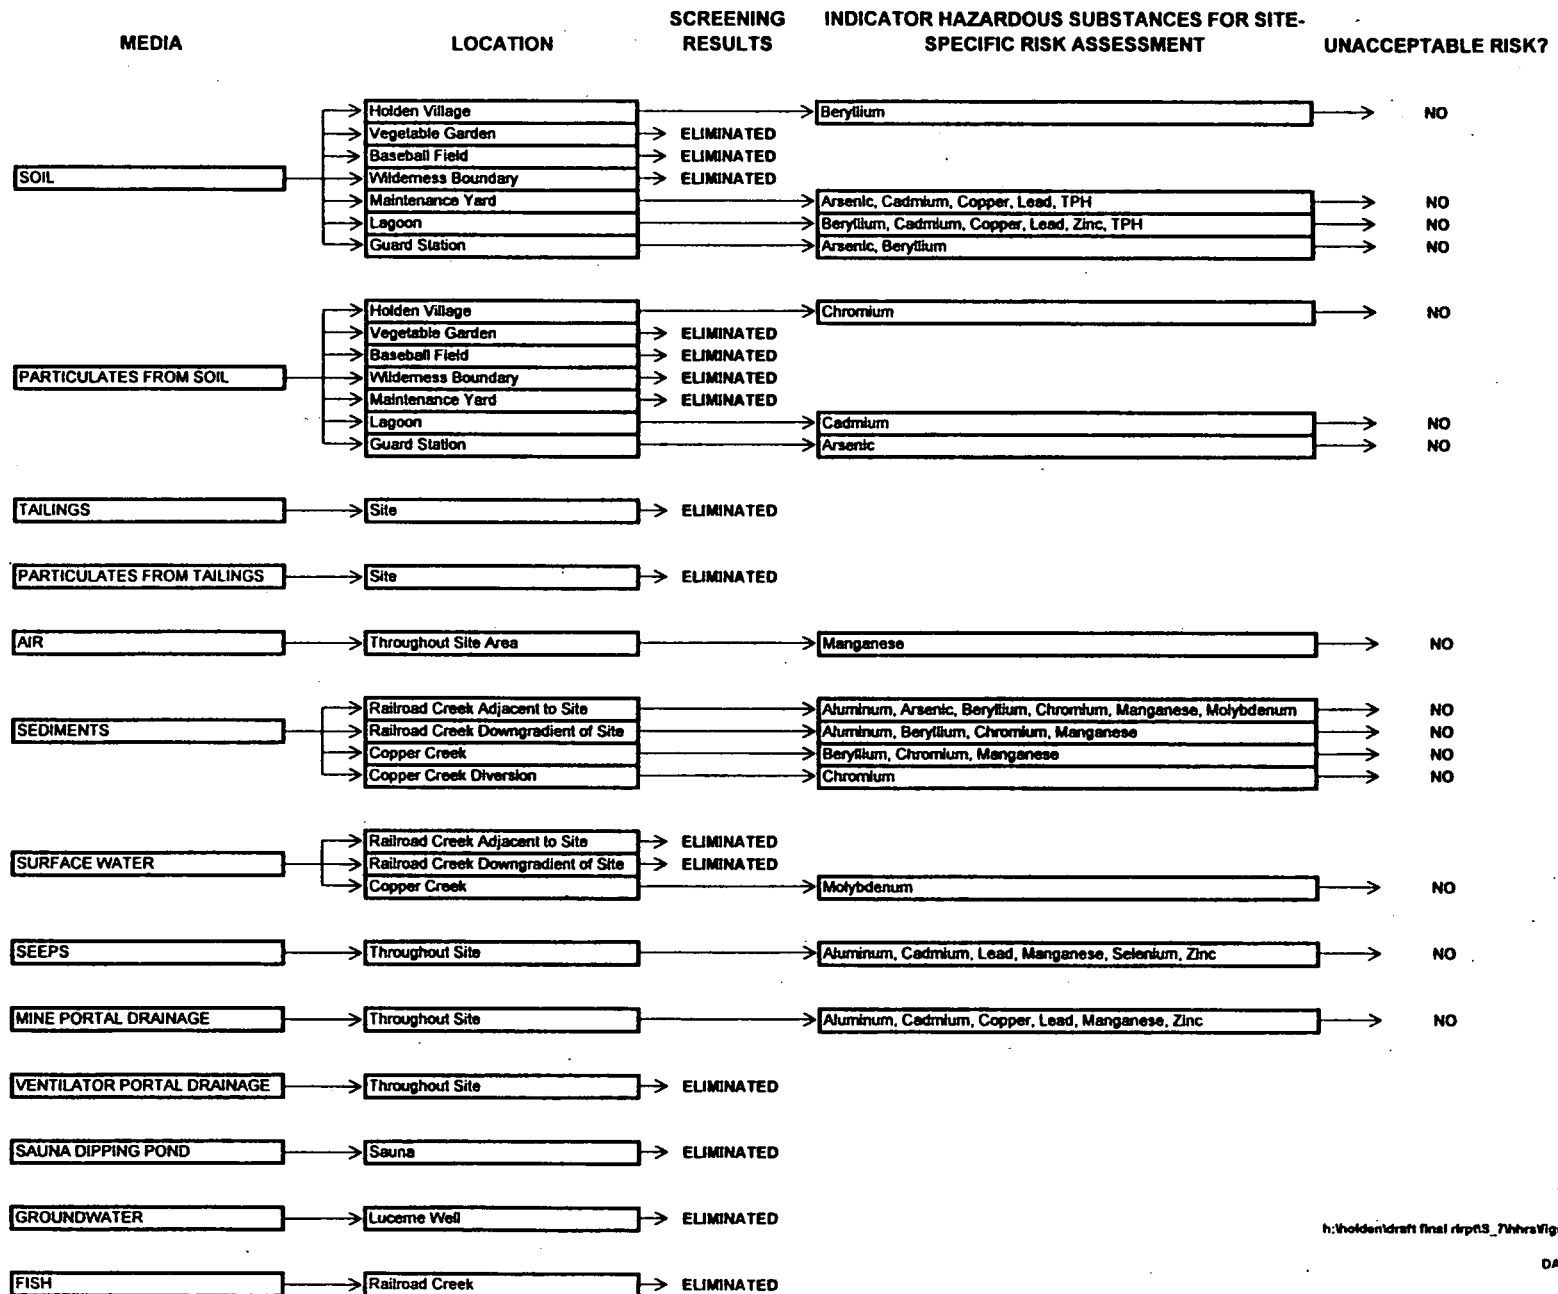 MEDIA LOCATION SCREENING RESULTS INDICATOR HAZARDOUS SUBSTANCES FOR SITE-SPECIFIC RISK ASSESSMENT UNACCEPTABLE RISK?
SOIL
Holden Village Beryllium NO
Vegetable Garden ELIMINATED
Baseball Field ELIMINATED
Wilderness Boundary ELIMINATED
Maintenance Yard Arsenic, Cadmium, Copper, Lead, TPH NO
Lagoon Beryllium, Cadmium, Copper, Lead, Zinc, TPH NO
Guard Station Arsenic, Beryllium NO
PARTICULATES FROM SOIL
Holden Village Chromium NO
Vegetable Garden ELIMINATED
Baseball Field ELIMINATED
Wilderness Boundary ELIMINATED
Maintenance Yard ELIMINATED
Lagoon Cadmium NO
Guard Station Arsenic NO
TAILINGS Site ELIMINATED
PARTICULATES FROM TAILINGS Site ELIMINATED
AIR Throughout Site Area Manganese NO
SEDIMENTS
Railroad Creek Adjacent to Site Aluminum, Arsenic, Beryllium, Chromium, Manganese, Molybdenum NO
Railroad Creek Downgradient of Site Aluminum, Beryllium, Chromium, Manganese NO
Copper Creek Beryllium, Chromium, Manganese NO
Copper Creek Diversion Chromium NO
SURFACE WATER
Railroad Creek Adjacent to Site ELIMINATED
Railroad Creek Downgradient of Site ELIMINATED
Copper Creek Molybdenum NO
SEEPS Throughout Site Aluminum, Cadmium, Lead, Manganese, Selenium, Zinc NO
MINE PORTAL DRAINAGE Throughout Site Aluminum, Cadmium, Copper, Lead, Manganese, Zinc NO
VENTILATOR PORTAL DRAINAGE Throughout Site ELIMINATED
SAUNA DIPPING POND Sauna ELIMINATED
GROUNDWATER Lucerne Well ELIMINATED
h:\holden\draft final
DA
FISH Railroad Creek ELIMINATED